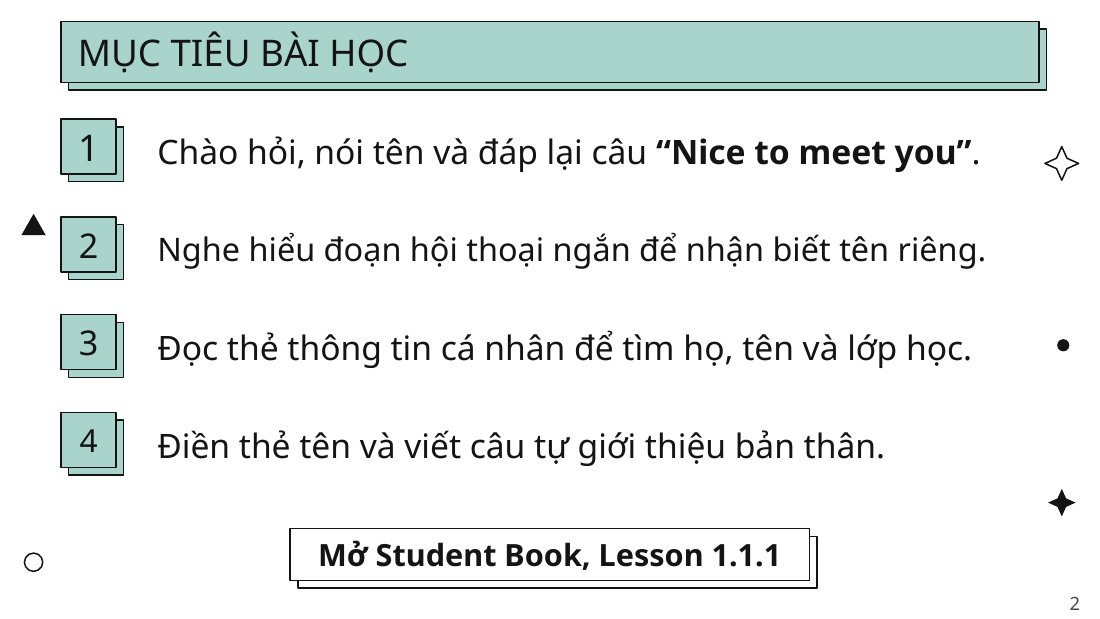 MỤC TIÊU BÀI HỌC
1
Chào hỏi, nói tên và đáp lại câu “Nice to meet you”.
2
Nghe hiểu đoạn hội thoại ngắn để nhận biết tên riêng.
3
Đọc thẻ thông tin cá nhân để tìm họ, tên và lớp học.
4
Điền thẻ tên và viết câu tự giới thiệu bản thân.
Mở Student Book, Lesson 1.1.1
2